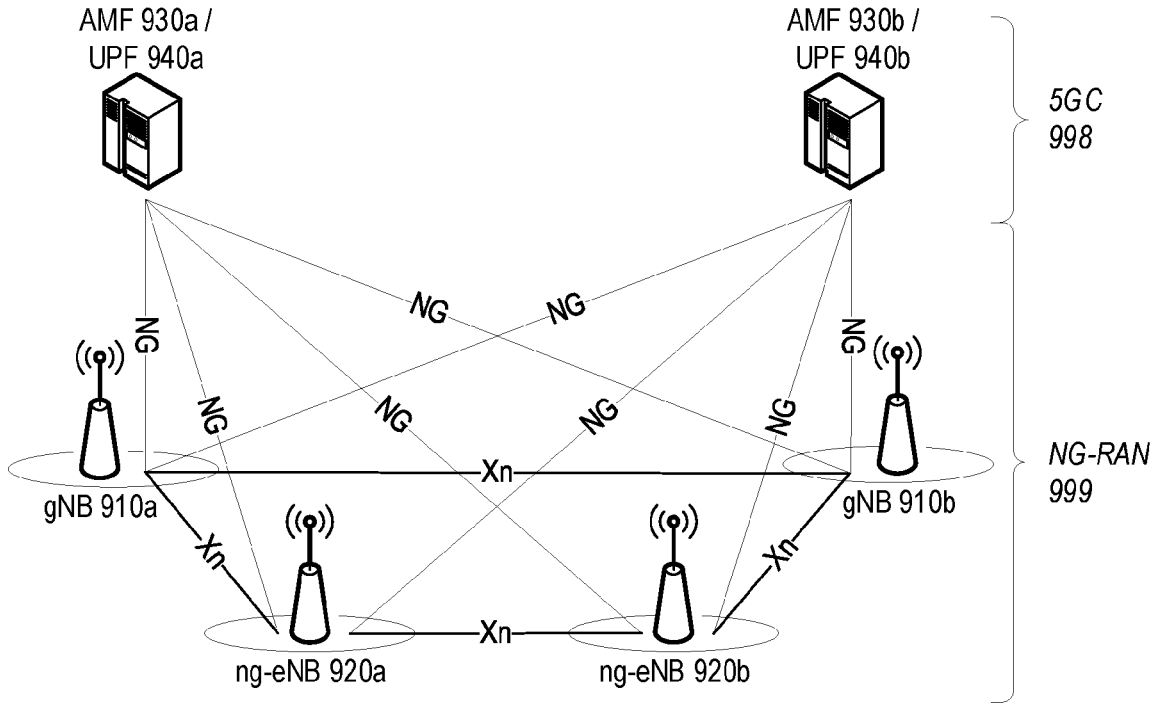 AMF 930a /
UPF 940a
AMF 930b /
UPF 940b
5GC
998
NG
NG
NG
NG
NG
NG
NG
NG
Xn
gNB 910a
gNB 910b
NG-RAN
999
Xn
Xn
Xn
ng-eNB 920a
ng-eNB 920b